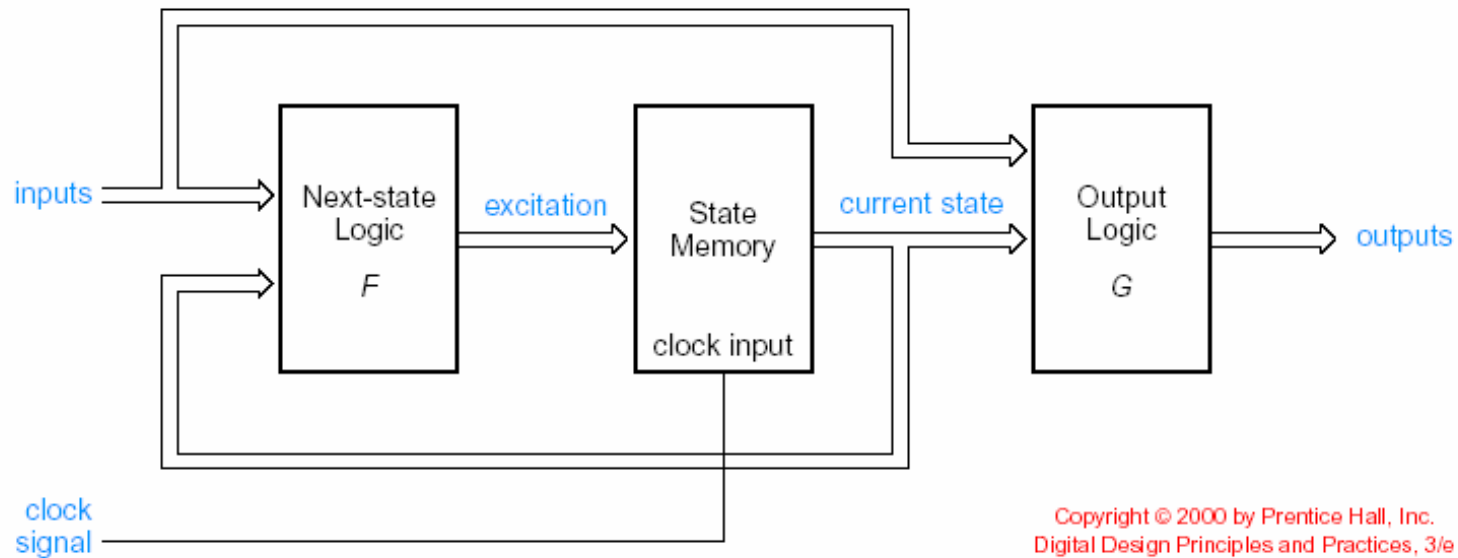 inputs
Next-state
Logic
F
excitation
State
Memory
clock input
current state
Output
Logic
G
outputs
clock
signal
Copyright © 2000 by Prentice Hall, Inc.
Digital Design Principles and Practices, 3/e